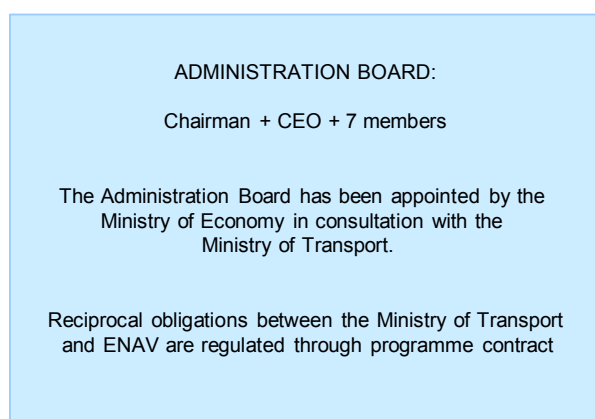 ADMINISTRATION BOARD:
Chairman + CEO + 7 members
The Administration Board has been appointed by the
Ministry of Economy in consultation with the
Ministry of Transport.
Reciprocal obligations between the Ministry of Transport
and ENAV are regulated through programme contract